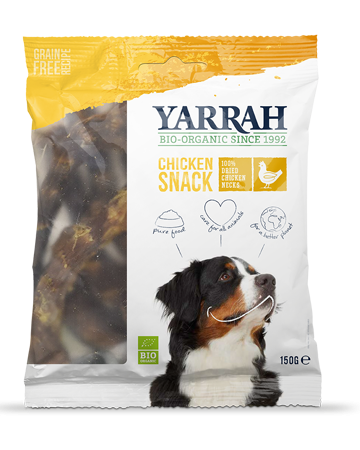 GRAIN
FREE
RECIPE
YARRAH
BIO-ORGANIC SINCE 1992
CHICKEN
SNACK
100%
DRIED
CHICKEN
NECKS
pure food
care for all animals
for a better planet
BIO
ORGANIC
150G℮